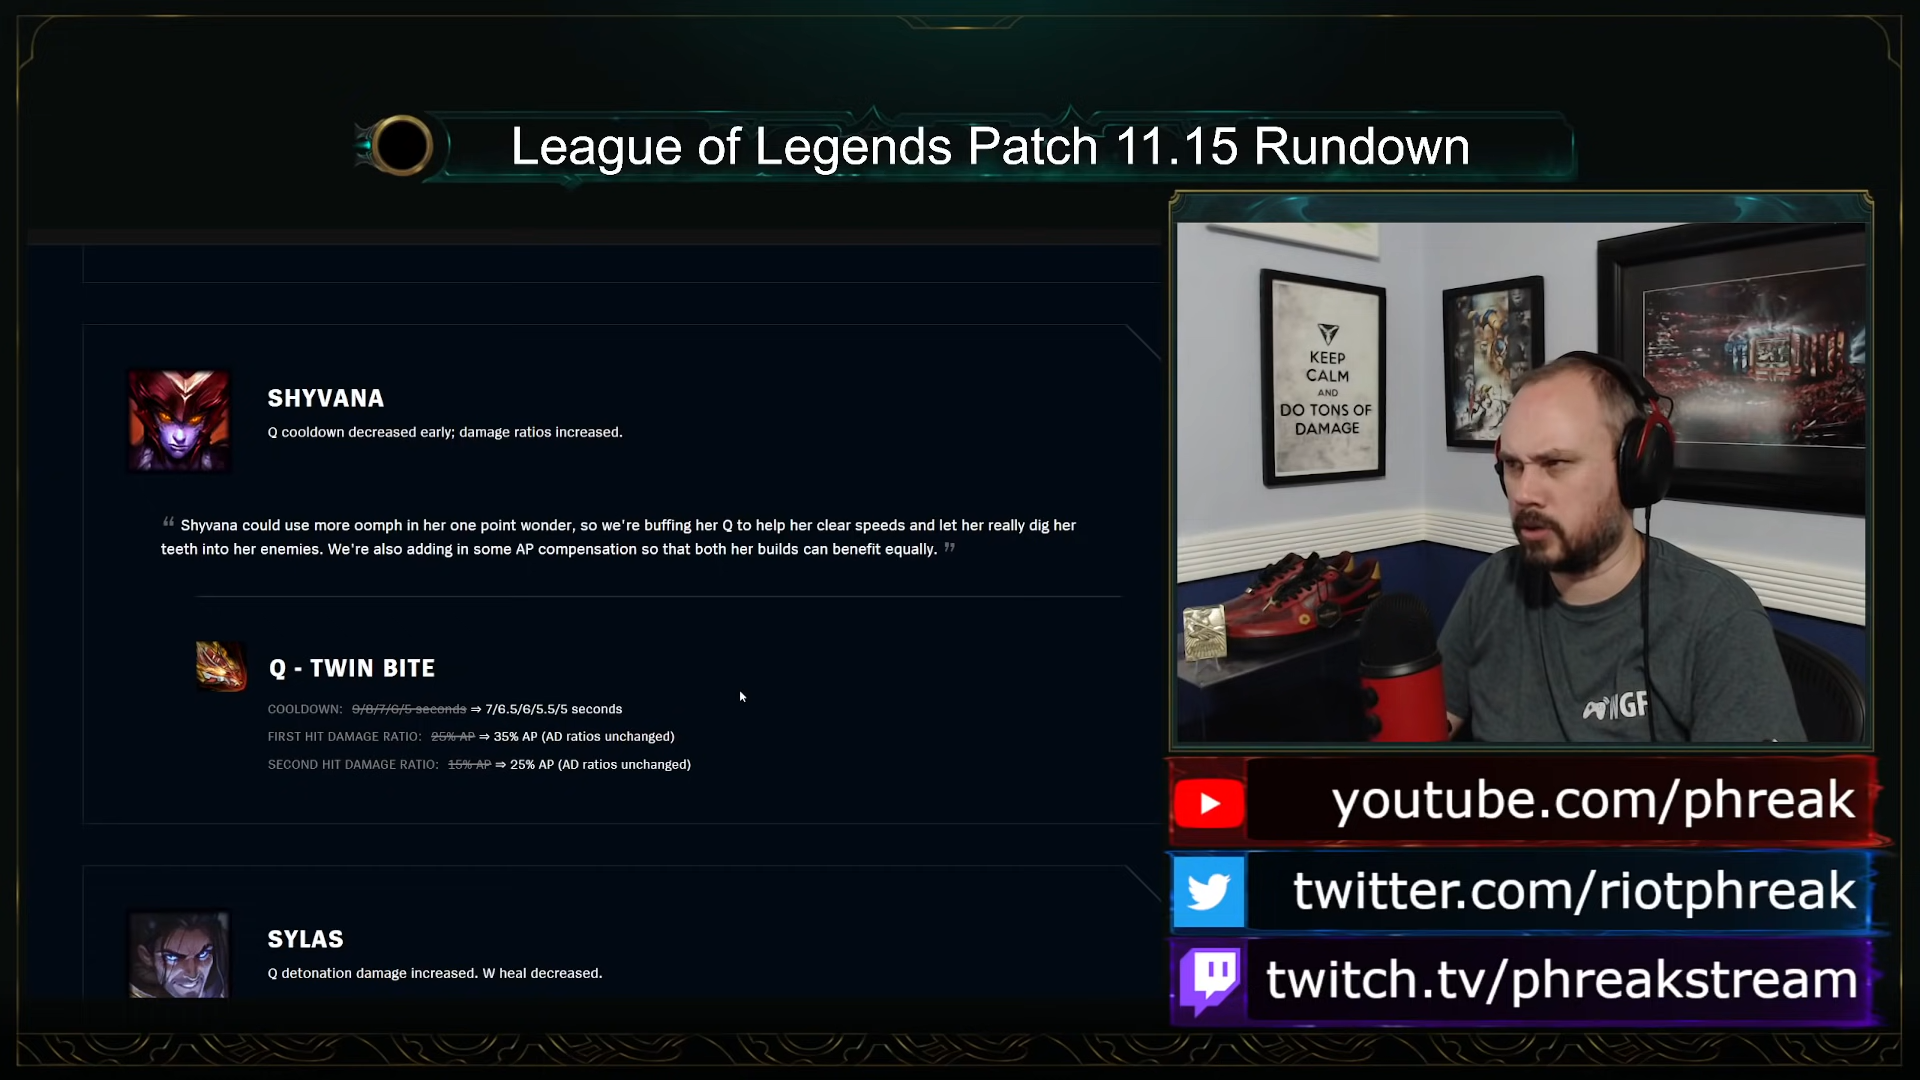 League of Legends Patch 11.15 Rundown
SHYVANA
Q cooldown decreased early; damage ratios increased.
“ Shyvana could use more oomph in her one point wonder, so we're buffing her Q to help her clear speeds and let her really dig her
teeth into her enemies. We're also adding in some AP compensation so that both her builds can benefit equally. ”
Q - TWIN BITE
COOLDOWN: 9/8/7/6/5 seconds ⇒ 7/6.5/6/5.5/5 seconds
FIRST HIT DAMAGE RATIO: 25% AP ⇒ 35% AP (AD ratios unchanged)
SECOND HIT DAMAGE RATIO: 15% AP ⇒ 25% AP (AD ratios unchanged)
SYLAS
Q detonation damage increased. W heal decreased.
KEEP
CALM
AND
DO TONS OF
DAMAGE
youtube.com/phreak
twitter.com/riotphreak
twitch.tv/phreakstream